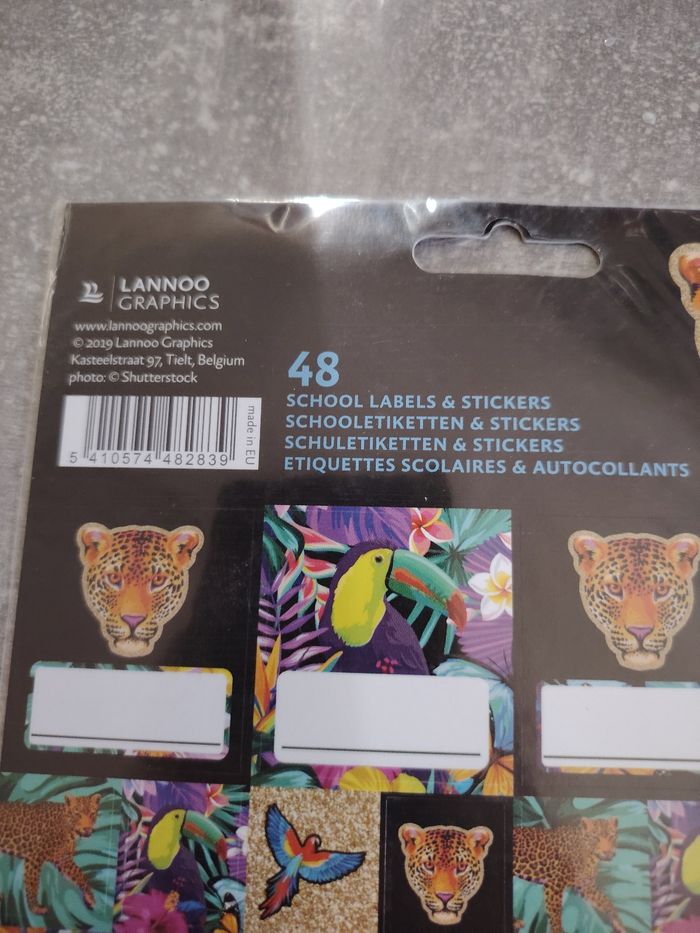 LANNOO
GRAPHICS
www.lannoographics.com
© 2019 Lannoo Graphics
Kasteelstraat 97, Tielt, Belgium
photo: © Shutterstock
made in EU
5 410574 482839
48
SCHOOL LABELS & STICKERS
SCHOOLETIKETTEN & STICKERS
SCHULETIKETTEN & STICKERS
ETIQUETTES SCOLAIRES & AUTOCOLLANTS